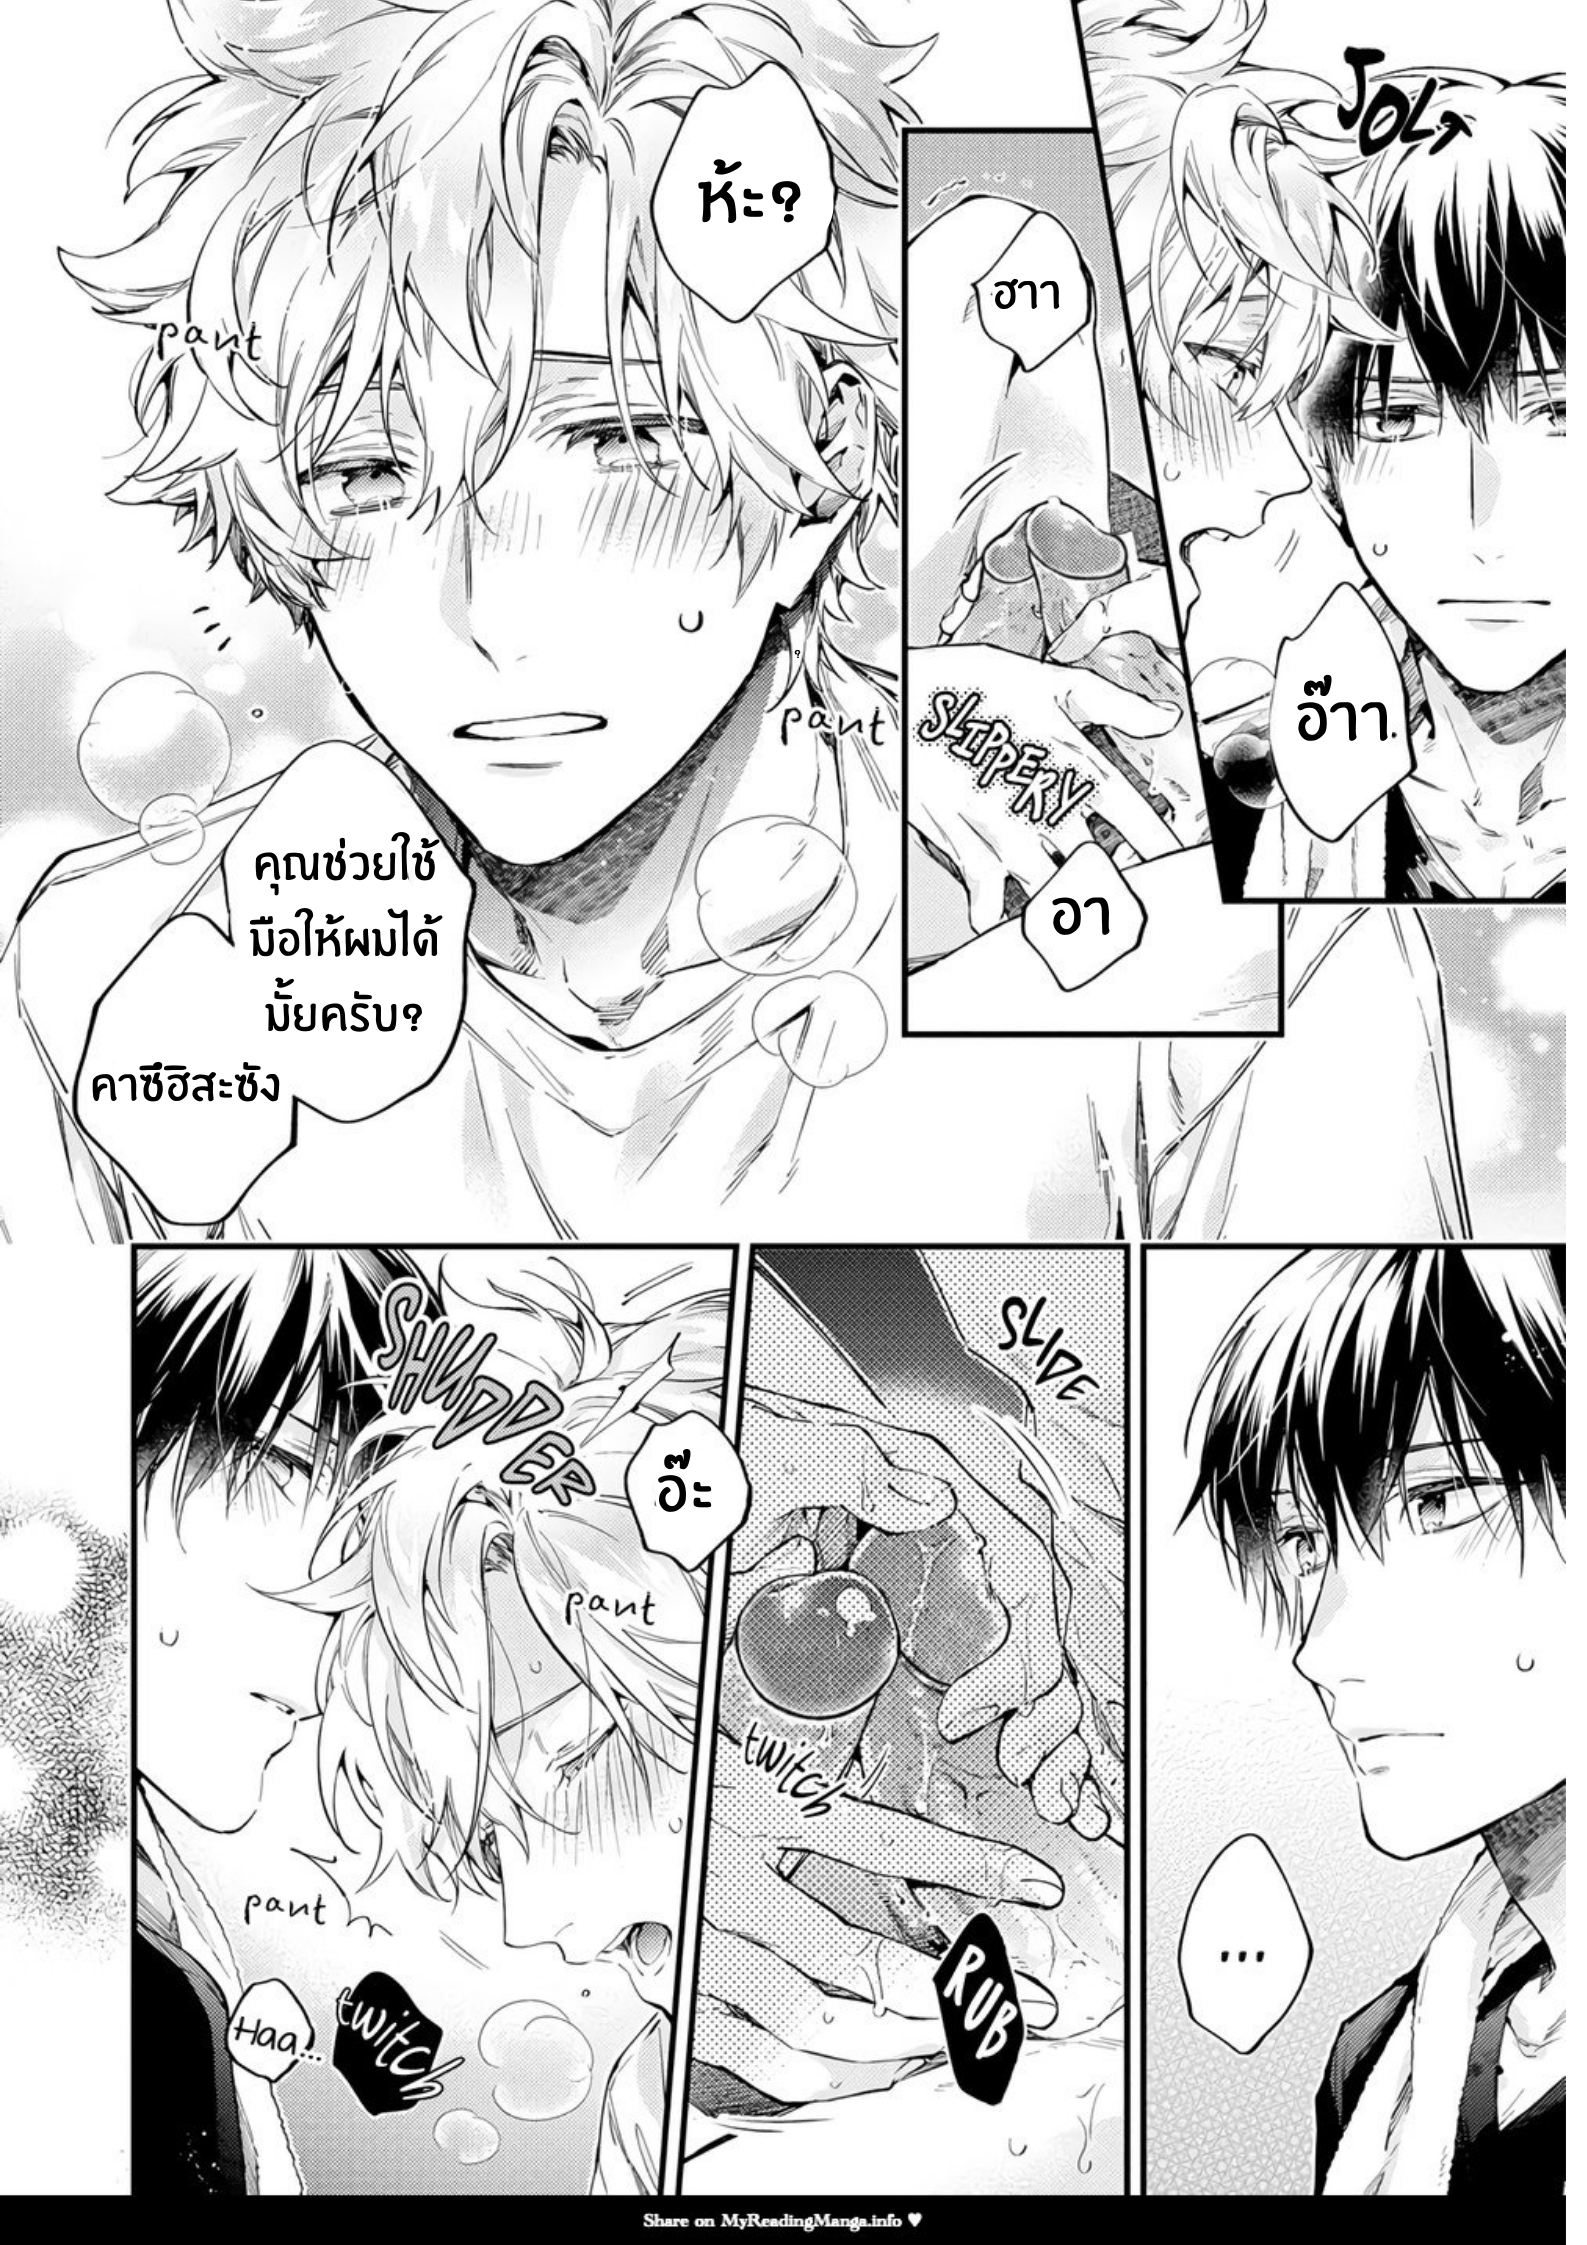 JOLT
อ๊าา
ฮาา
SLIPPERY
อา
ห้ะ?
pant
?
pant
คุณช่วยใช้
มือให้ผมได้
มั้ยครับ?
คาซึฮิสะซัง
...
SLIDE
twitch
RUB
SHUDDER
อ๊ะ
pant
pant
Haa...
twitch
Share on MyReadingManga.info ♥